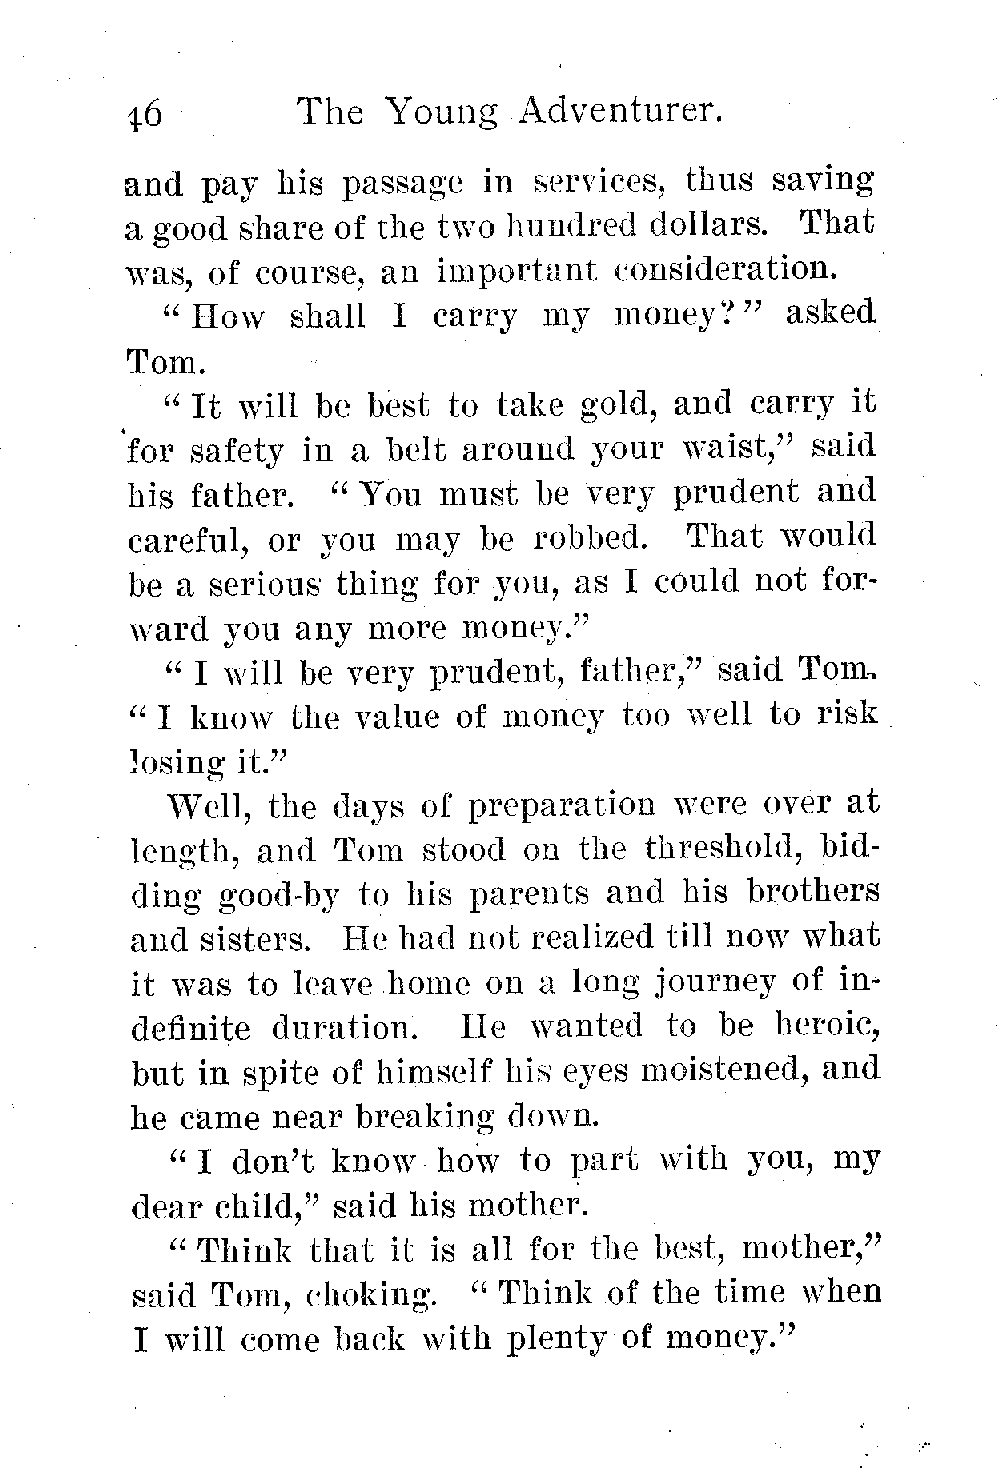 46 The Young Adventurer.
and pay his passage in services, thus saving
a good share of the two hundred dollars. That
was, of course, an important consideration.
“ How shall I carry my money? ” asked
Tom.
“ It will be best to take gold, and carry it
for safety in a belt around your waist,” said
his father. “ You must be very prudent and
careful, or you may be robbed. That would
be a serious thing for you, as I could not for-
ward you any more money.”
“ I will be very prudent, father,” said Tom.
“ I know the value of money too well to risk
losing it.”
Well, the days of preparation were over at
length, and Tom stood on the threshold, bid-
ding good-by to his parents and his brothers
and sisters. He had not realized till now what
it was to leave home on a long journey of in-
definite duration. He wanted to be heroic,
but in spite of himself his eyes moistened, and
he came near breaking down.
“ I don’t know how to part with you, my
dear child,” said his mother.
“ Think that it is all for the best, mother,”
said Tom, choking. “ Think of the time when
I will come back with plenty of money.”